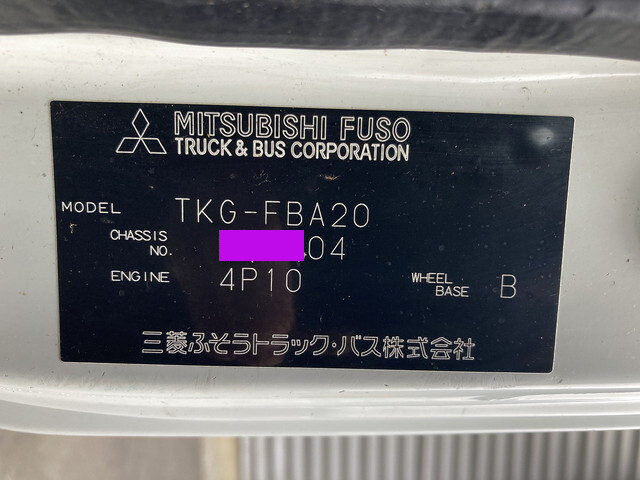 MITSUBISHI FUSO
TRUCK & BUS CORPORATION
MODEL TKG-FBA20
CHASSIS NO. 04
ENGINE 4P10 WHEEL BASE B
三菱ふそうトラック・バス株式会社